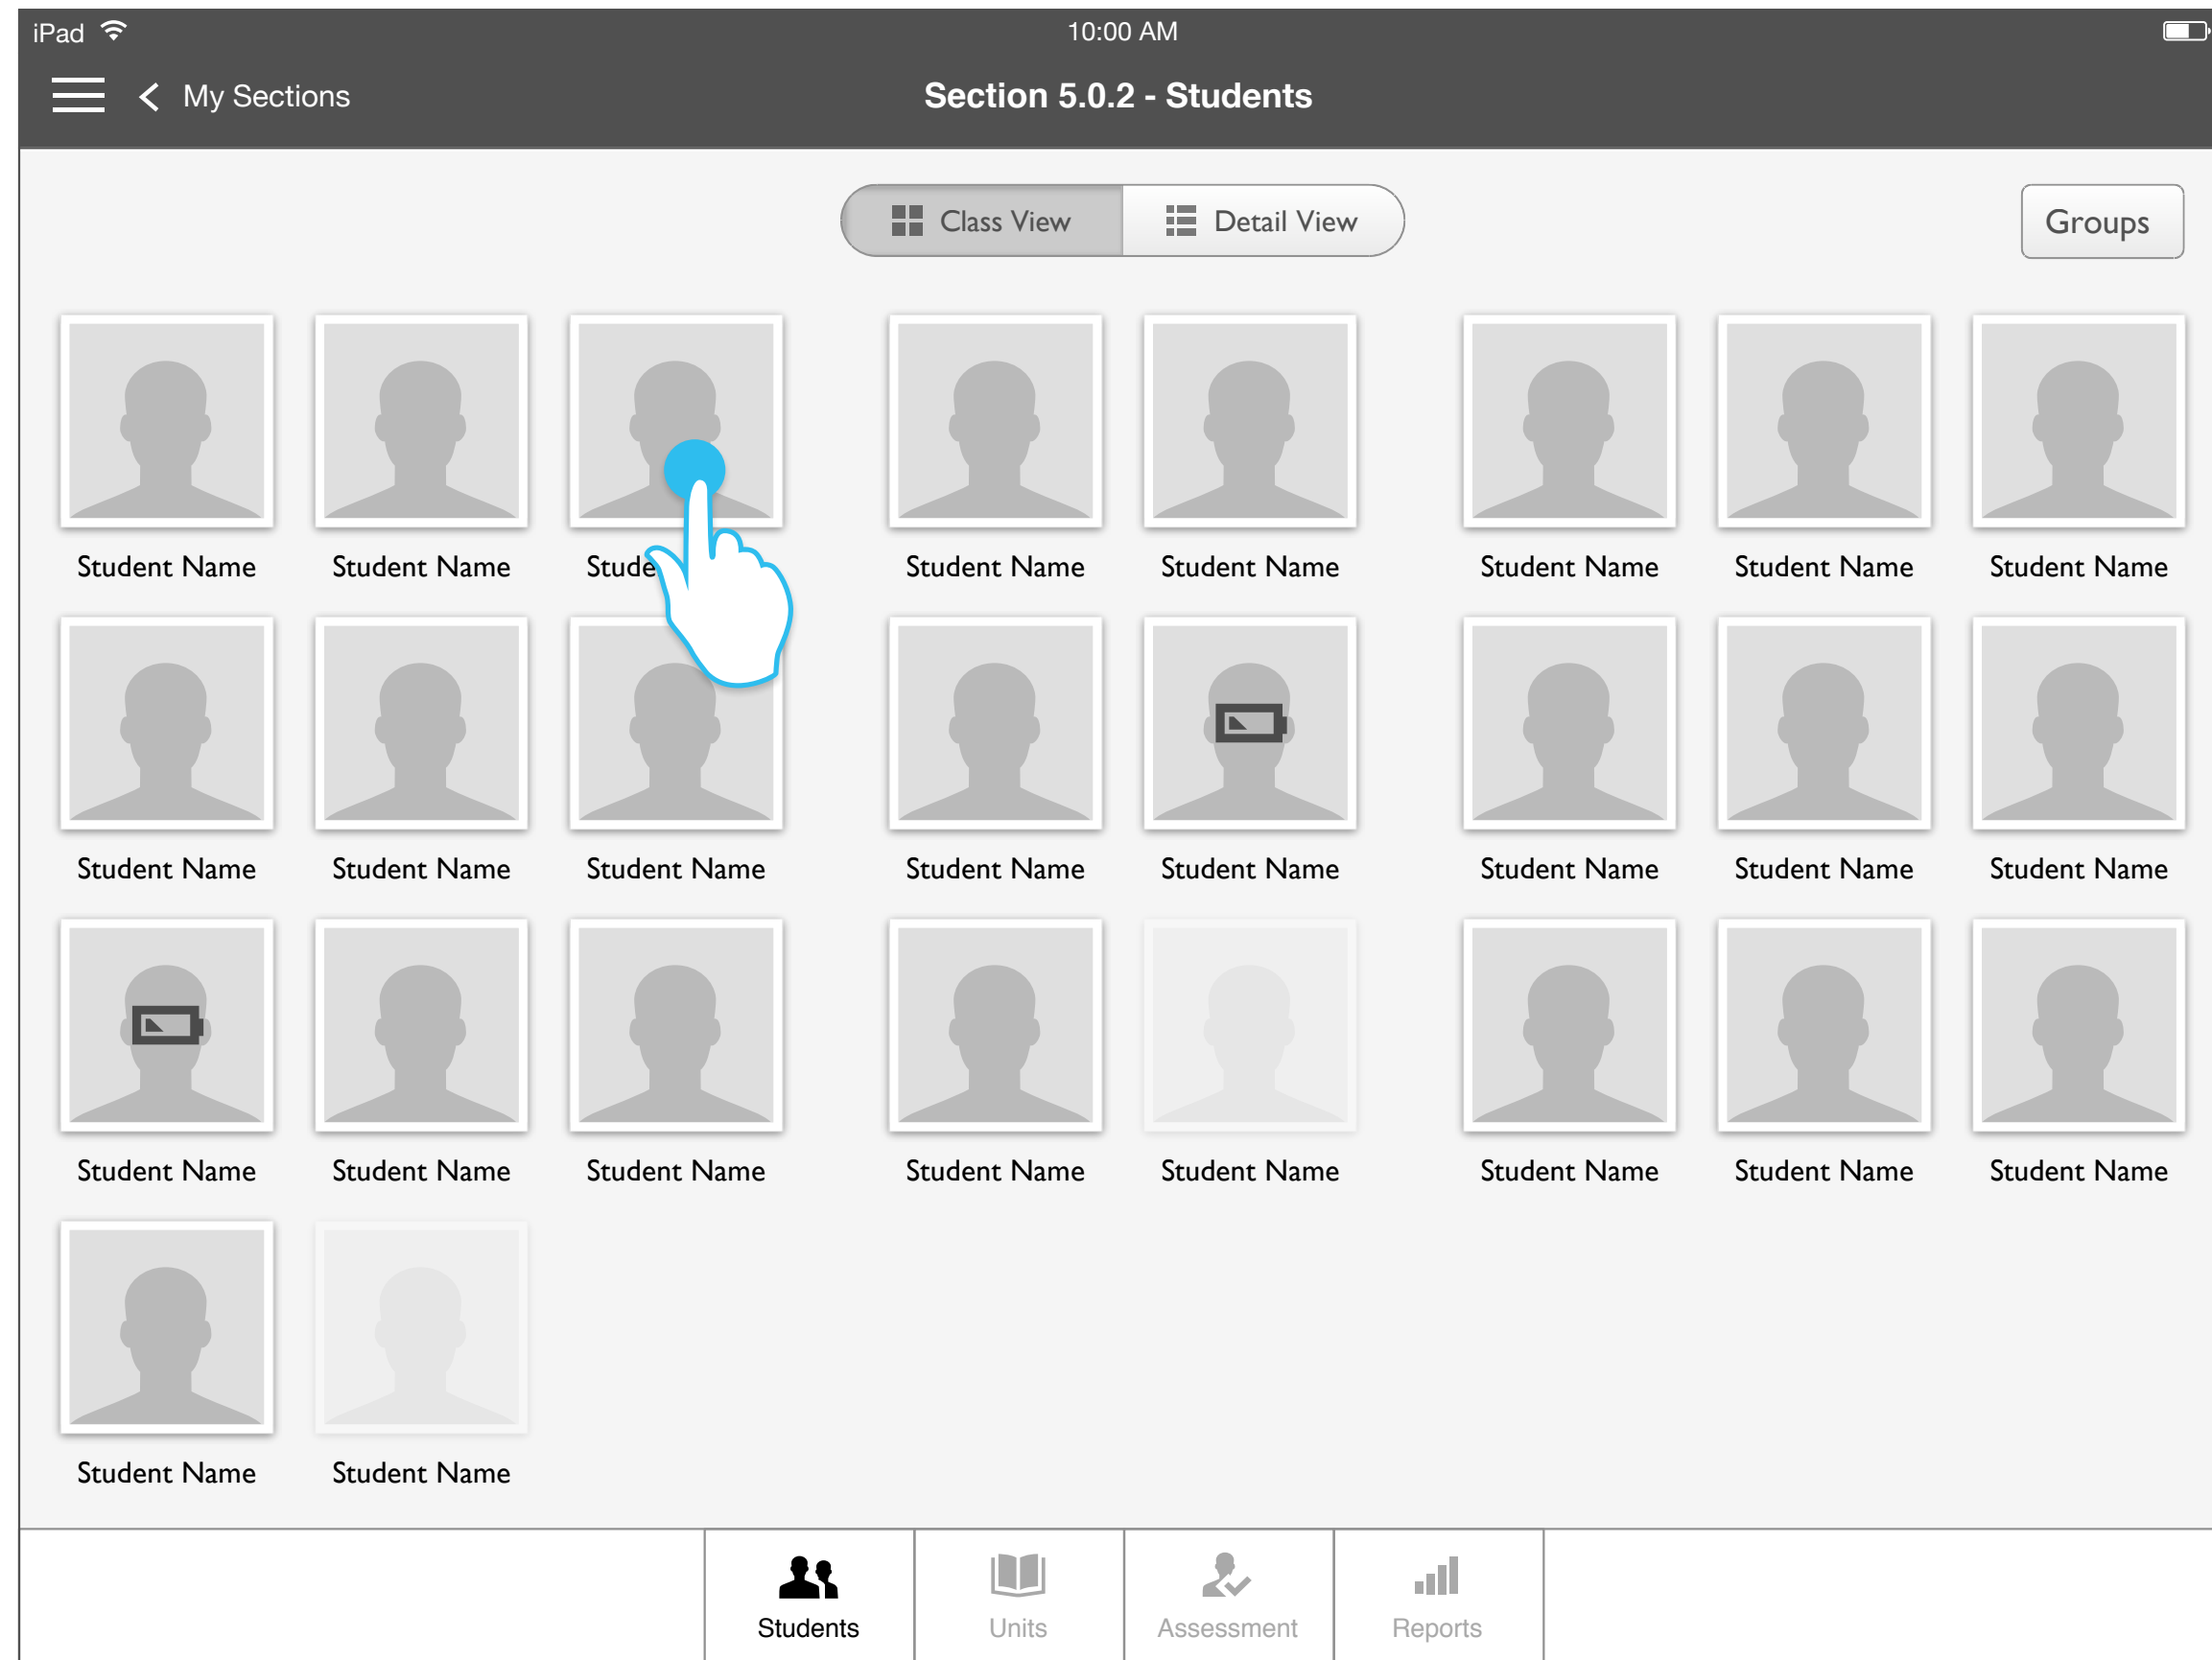 iPad 10:00 AM
My Sections Section 5.0.2 - Students
Class View Detail View Groups
Student Name Student Name Stude Student Name Student Name Student Name Student Name Student Name
Student Name Student Name Student Name Student Name Student Name Student Name Student Name Student Name
Student Name Student Name Student Name Student Name Student Name Student Name Student Name Student Name
Student Name Student Name
Students Units Assessment Reports